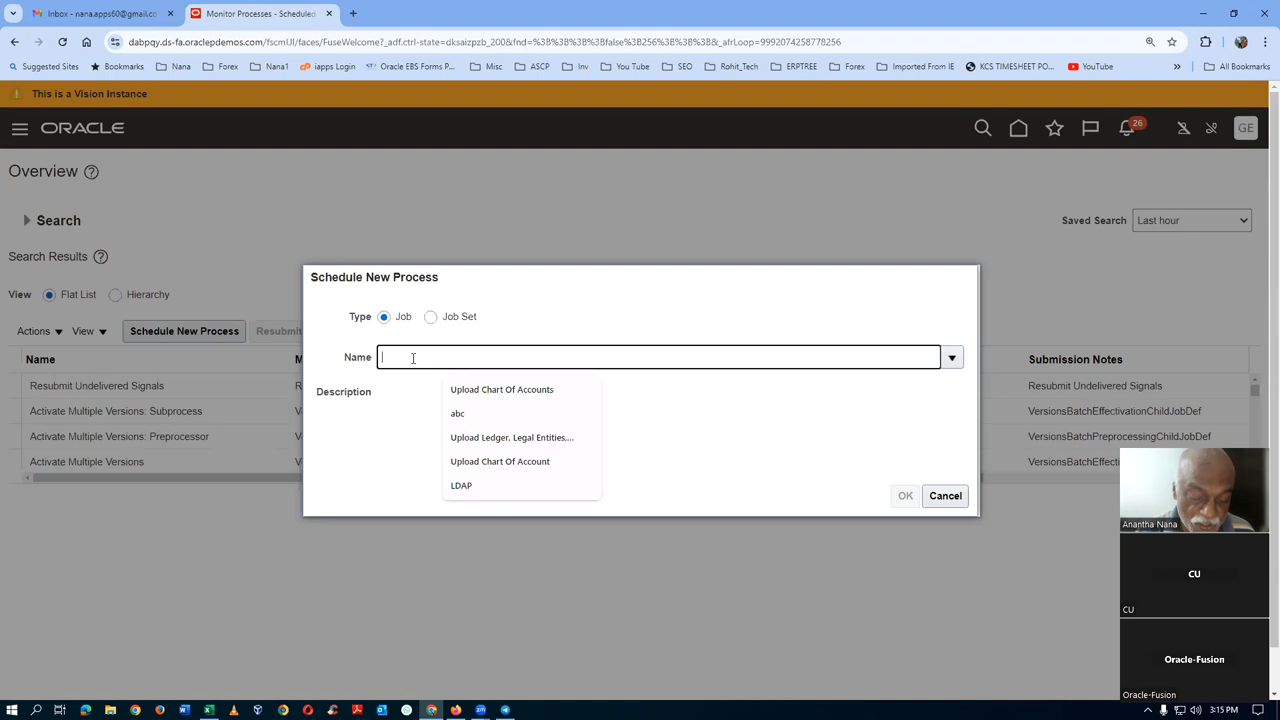 Inbox - nana.apps60@gmail.co
Monitor Processes - Scheduled
dabpqy.ds-fa.oraclepdemos.com/fscmUI/faces/FuseWelcome?_adf.ctrl-state=dksaizpzb_200&fnd=%3B%3B%3B%3Bfalse%3B256%3B%3B%3B&_afrLoop=9992074258778256
Suggested Sites
Bookmarks
Nana
Forex
Nana1
iapps Login
Oracle EBS Forms P...
Misc
ASCP
Inv
You Tube
SEO
Rohit_Tech
ERPTREE
Forex
Imported From IE
KCS TIMESHEET PO...
YouTube
All Bookmarks
This is a Vision Instance
ORACLE
26
GE
Overview
Search
Saved Search
Last hour
Search Results
View
Flat List
Hierarchy
Actions
View
Schedule New Process
Resubmit
Name
Submission Notes
Resubmit Undelivered Signals
Resubmit Undelivered Signals
Activate Multiple Versions: Subprocess
VersionsBatchEffectivationChildJobDef
Activate Multiple Versions: Preprocessor
VersionsBatchPreprocessingChildJobDef
Activate Multiple Versions
VersionsBatchEffecti
Schedule New Process
Type
Job
Job Set
Name
Description
Upload Chart Of Accounts
abc
Upload Ledger, Legal Entities,...
Upload Chart Of Account
LDAP
OK
Cancel
Anantha Nana
CU
CU
Oracle-Fusion
Oracle-Fusion
3:15 PM